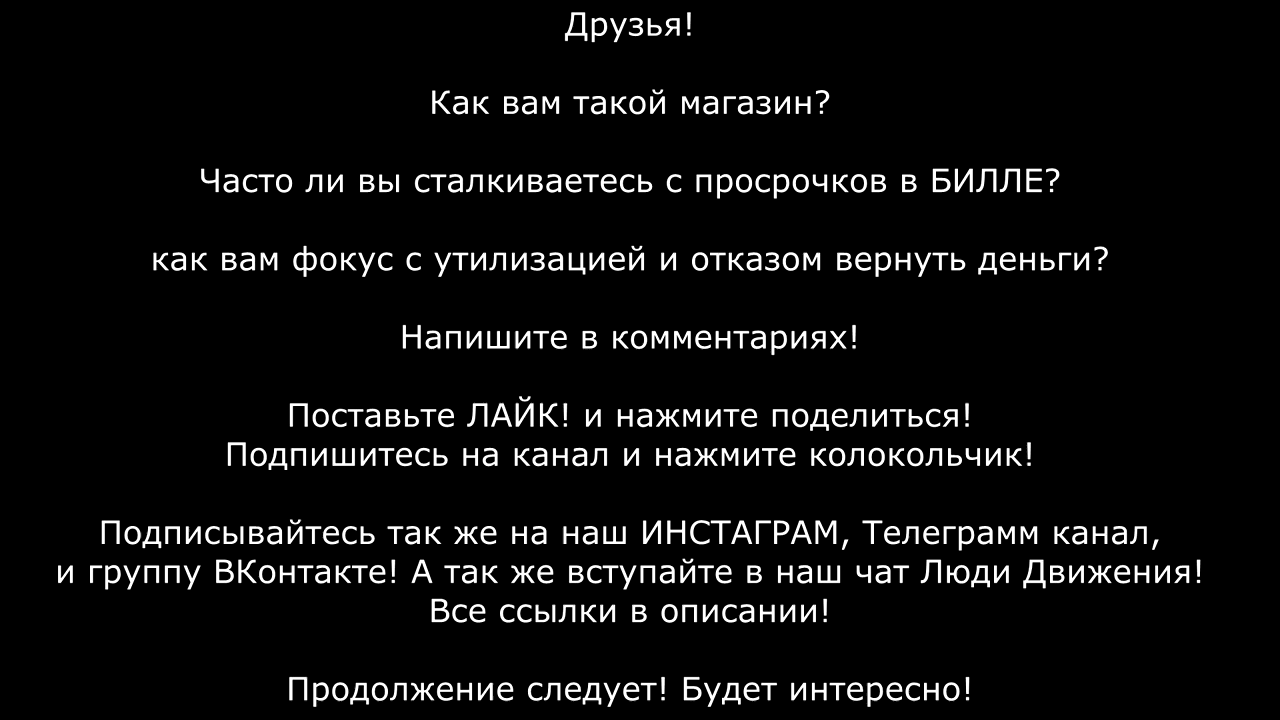 Друзья!
Как вам такой магазин?
Часто ли вы сталкиваетесь с просрочков в БИЛЛЕ?
как вам фокус с утилизацией и отказом вернуть деньги?
Напишите в комментариях!
Поставьте ЛАЙК! и нажмите поделиться!
Подпишитесь на канал и нажмите колокольчик!
Подписывайтесь так же на наш ИНСТАГРАМ, Телеграмм канал,
и группу ВКонтакте! А так же вступайте в наш чат Люди Движения!
Все ссылки в описании!
Продолжение следует! Будет интересно!